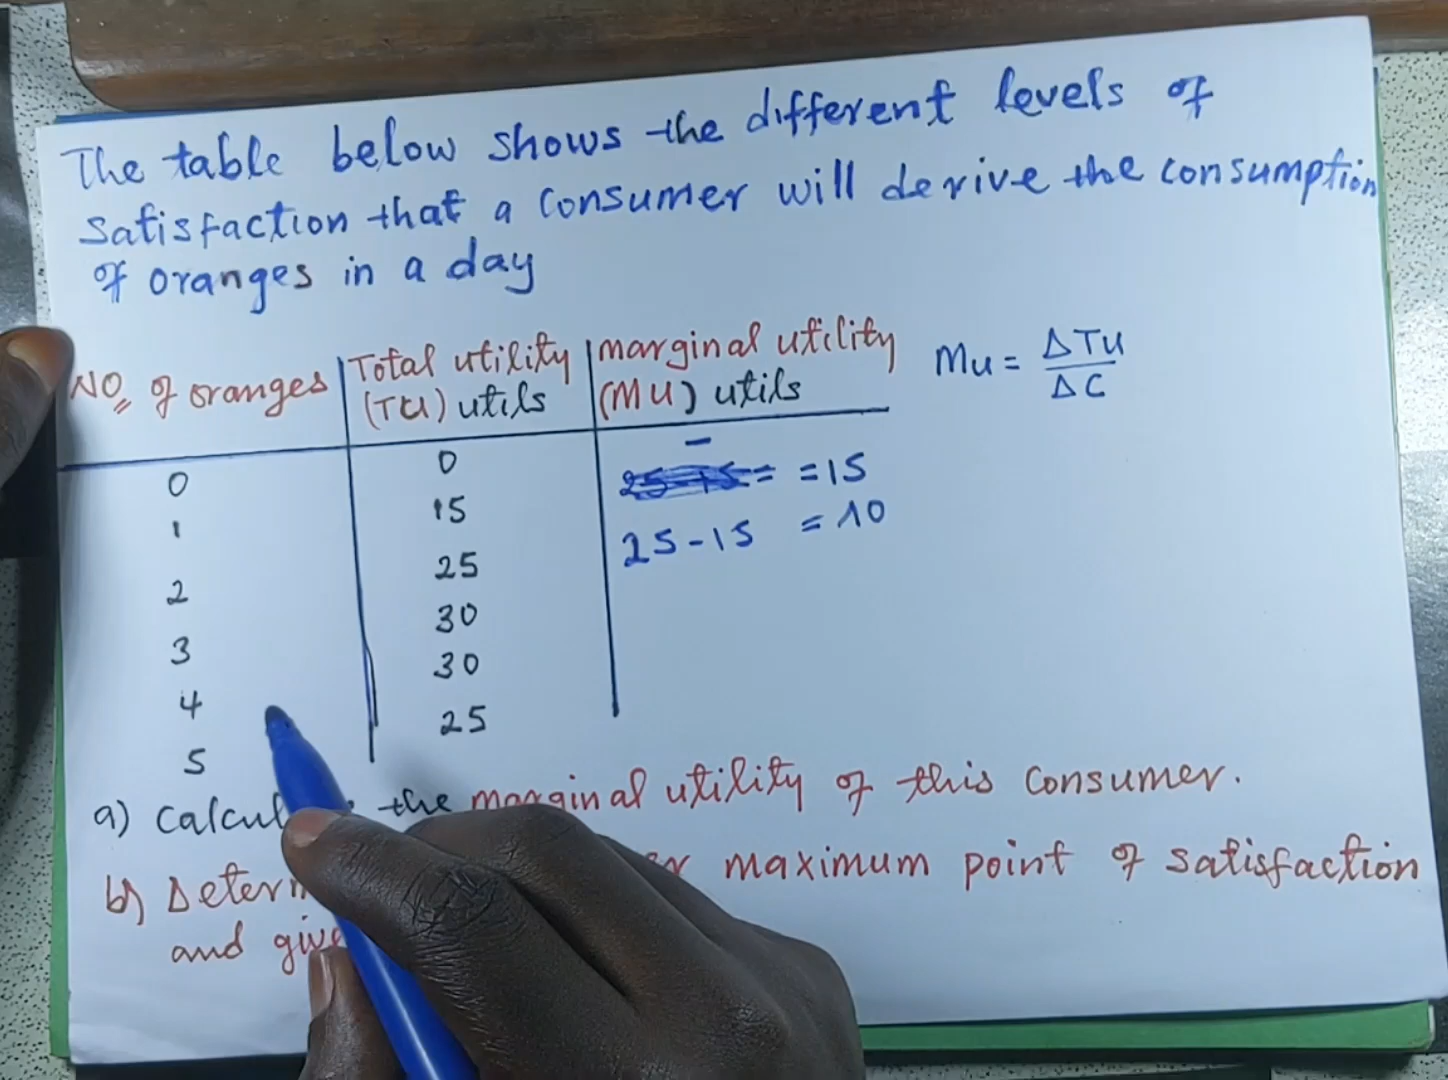 The table below shows the different levels of
satisfaction that a consumer will derive the consumption
of oranges in a day
No of oranges | Total utility (TU) utils | marginal utility (MU) utils
Mu = ΔTu / ΔC
0 0 –
1 15 = 15
2 25 25-15 = 10
3 30
4 30
5 25
a) calcul the marginal utility of this consumer.
b) Determ maximum point of satisfaction
and give